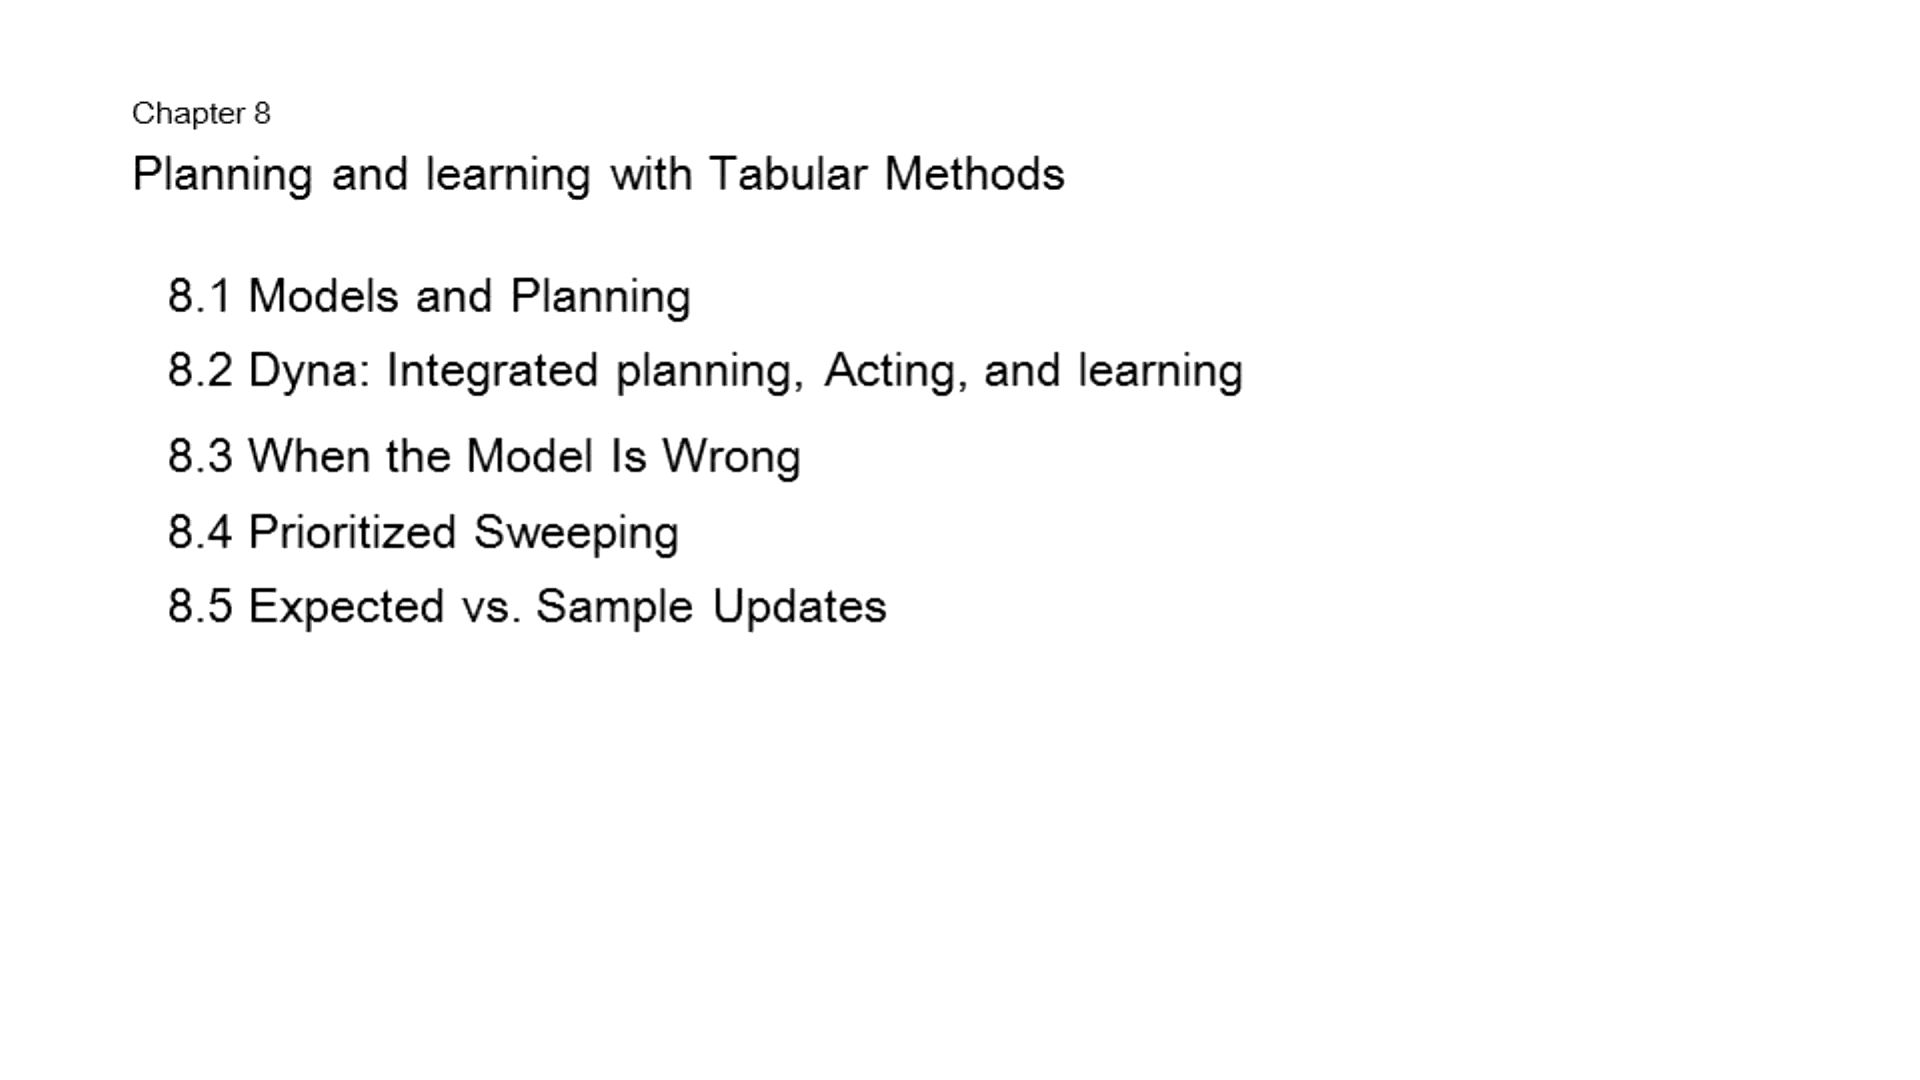 Chapter 8
Planning and learning with Tabular Methods
8.1 Models and Planning
8.2 Dyna: Integrated planning, Acting, and learning
8.3 When the Model Is Wrong
8.4 Prioritized Sweeping
8.5 Expected vs. Sample Updates